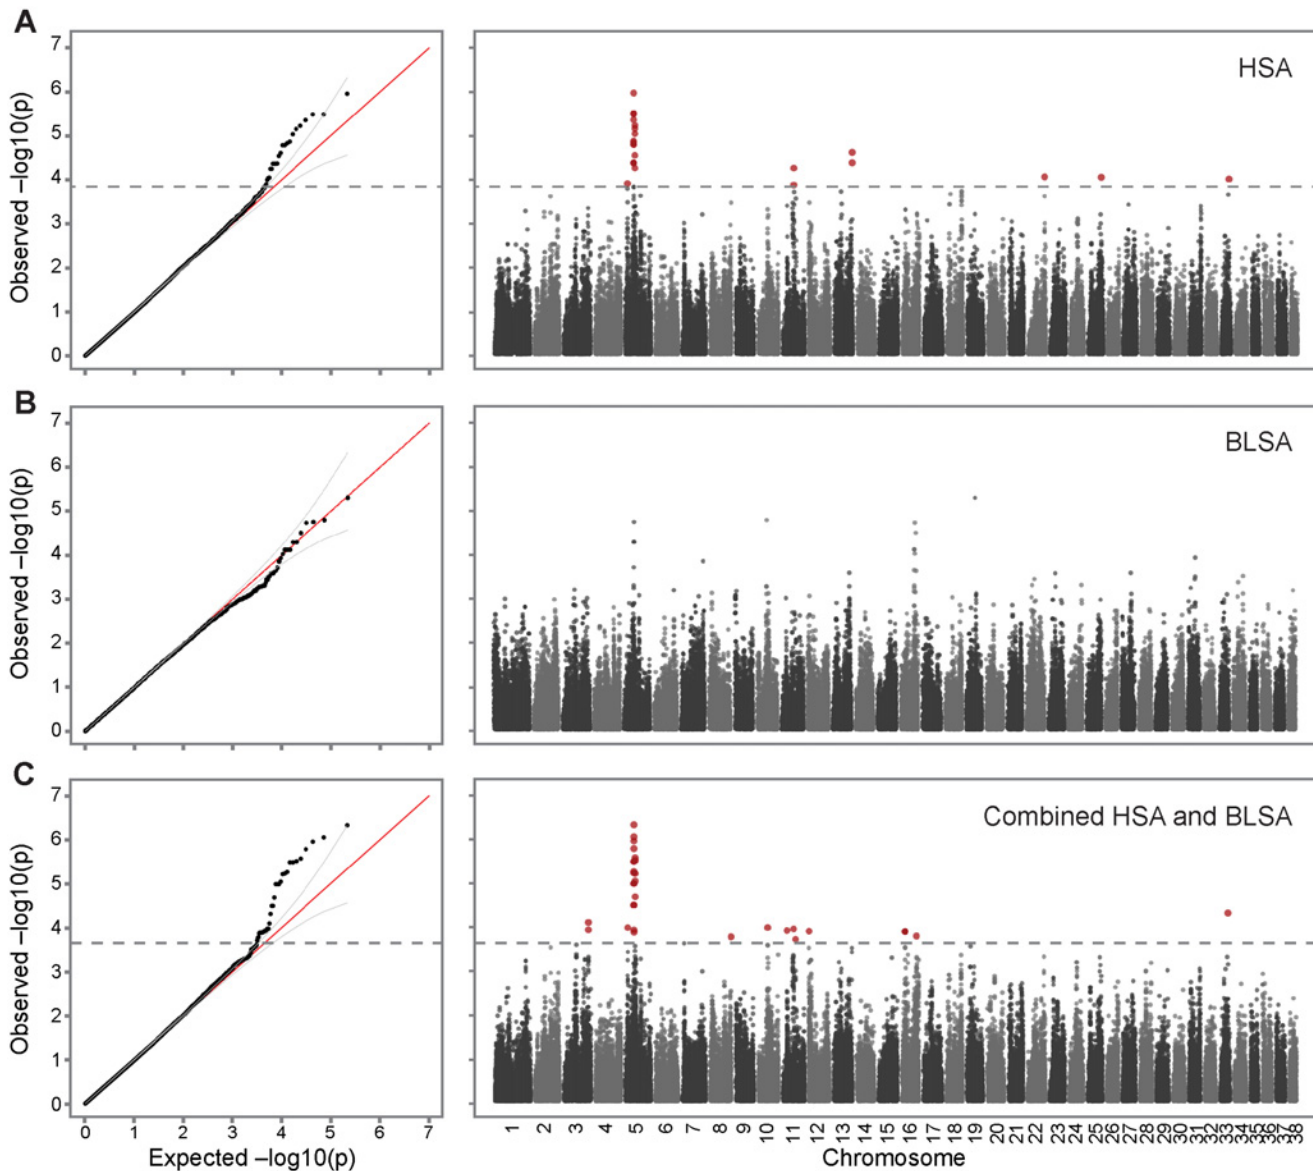 A
HSA
Observed –log10(p)
7
6
5
4
3
2
1
0
B
BLSA
Observed –log10(p)
7
6
5
4
3
2
1
0
C
Combined HSA and BLSA
Observed –log10(p)
7
6
5
4
3
2
1
0
0 1 2 3 4 5 6 7
Expected –log10(p)
1 2 3 4 5 6 7 8 9 10 11 12 13 14 15 16 17 18 19 20 21 22 23 24 25 26 27 28 29 30 31 32 33 34 35 36 37 38
Chromosome